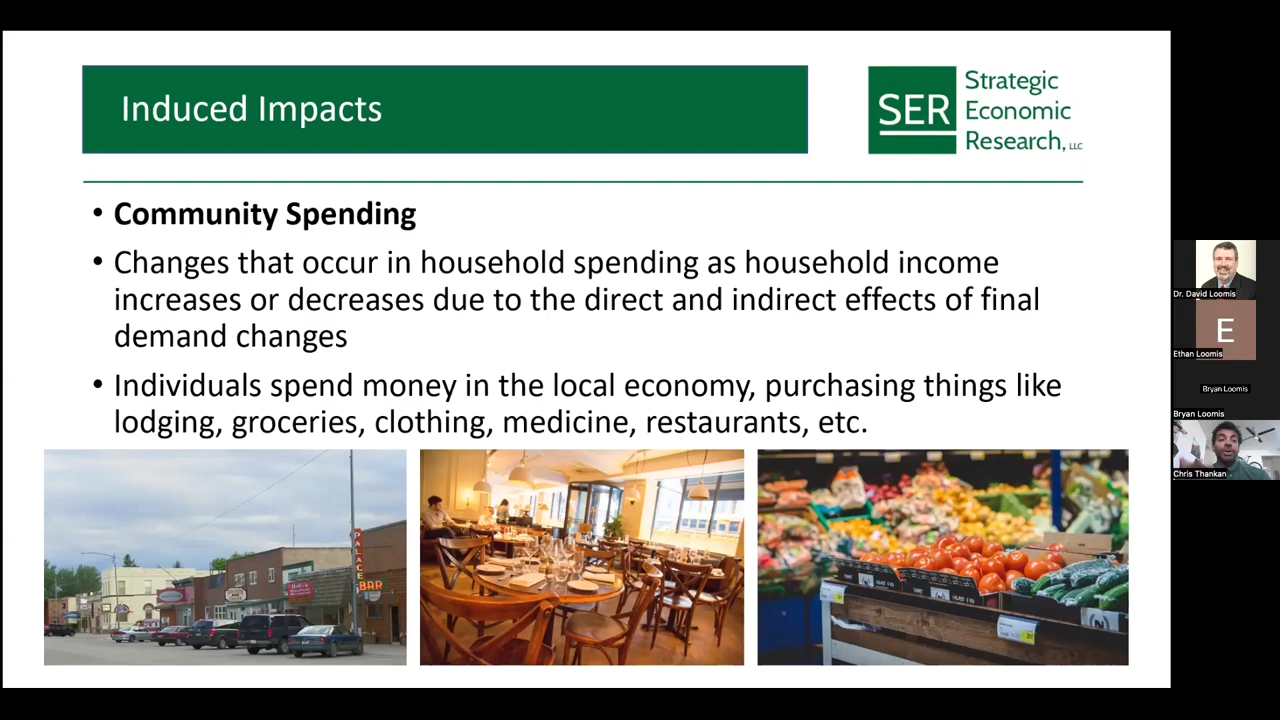 Induced Impacts
SER
Strategic
Economic
Research, LLC
• Community Spending
• Changes that occur in household spending as household income
increases or decreases due to the direct and indirect effects of final
demand changes
• Individuals spend money in the local economy, purchasing things like
lodging, groceries, clothing, medicine, restaurants, etc.
PALACE
BAR
Dr. David Loomis
E
Ethan Loomis
Bryan Loomis
Bryan Loomis
Chris Thankan